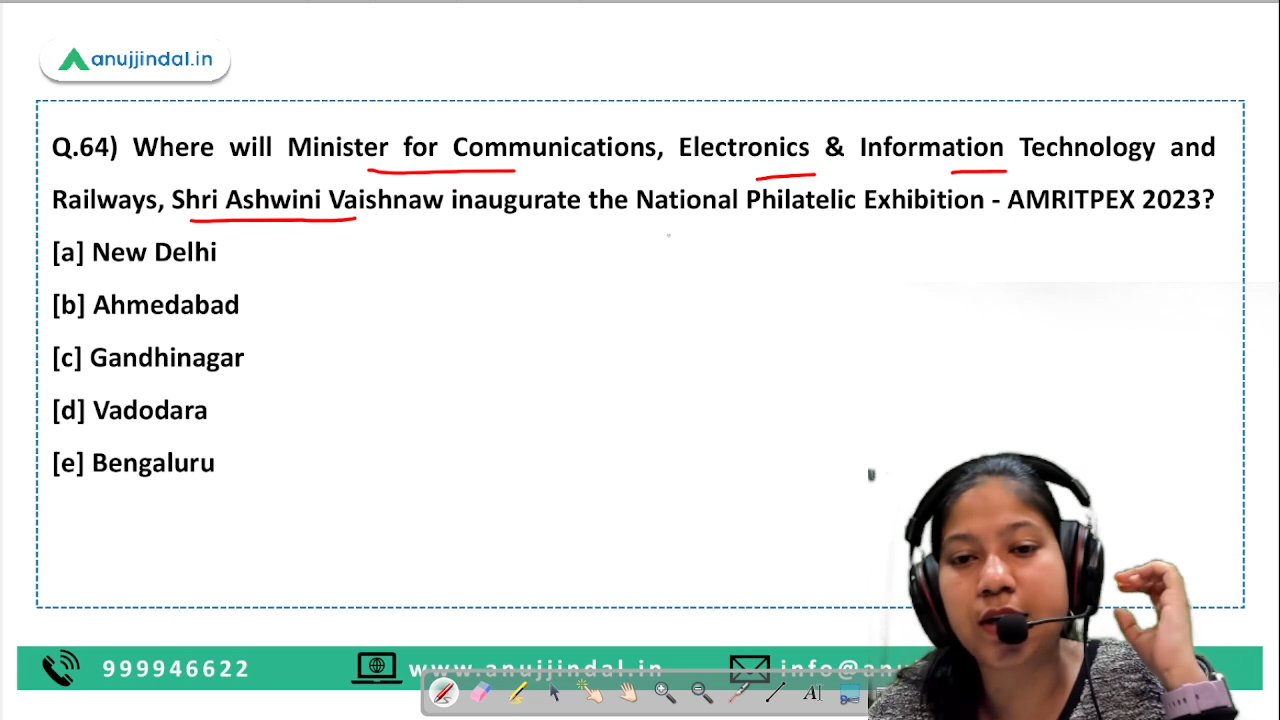 anujjindal.in
Q.64) Where will Minister for Communications, Electronics & Information Technology and
Railways, Shri Ashwini Vaishnaw inaugurate the National Philatelic Exhibition - AMRITPEX 2023?
[a] New Delhi
[b] Ahmedabad
[c] Gandhinagar
[d] Vadodara
[e] Bengaluru
999946622 www.anujjindal.in